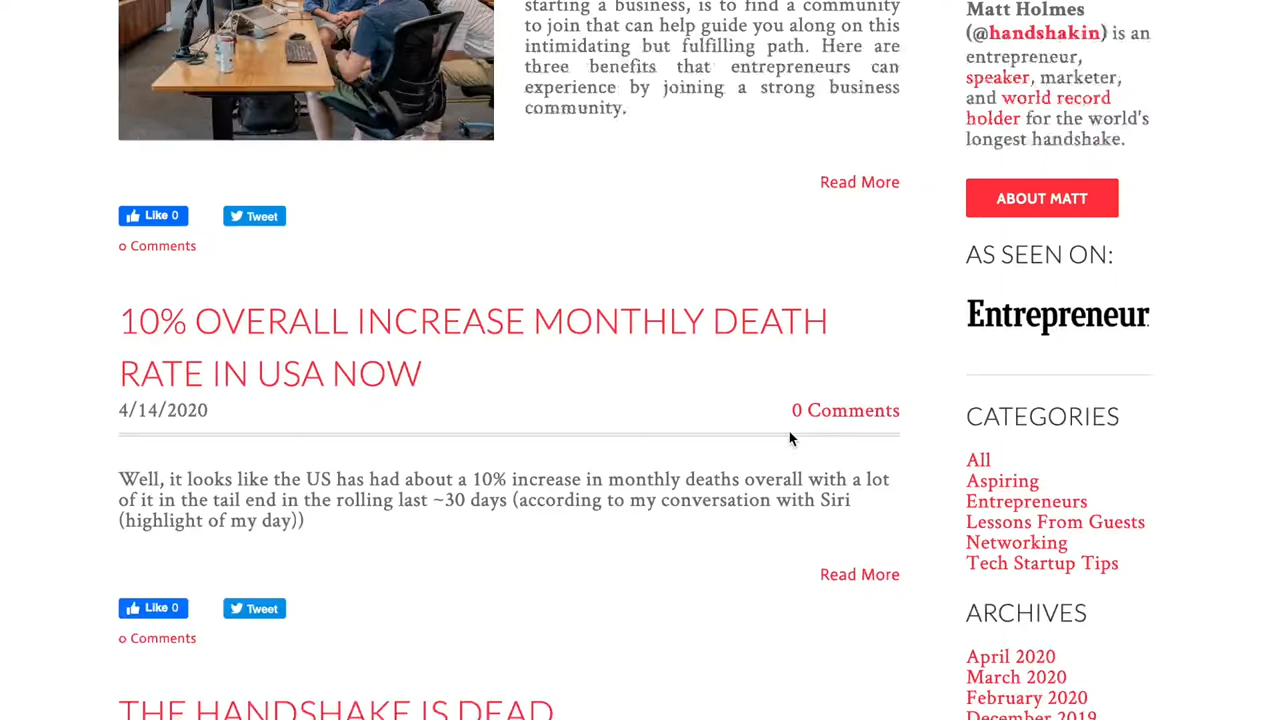 starting a business, is to find a community
to join that can help guide you along on this
intimidating but fulfilling path. Here are
three benefits that entrepreneurs can
experience by joining a strong business
community.
Read More
Like 0
Tweet
0 Comments
10% OVERALL INCREASE MONTHLY DEATH
RATE IN USA NOW
4/14/2020
0 Comments
Well, it looks like the US has had about a 10% increase in monthly deaths overall with a lot
of it in the tail end in the rolling last ~30 days (according to my conversation with Siri
(highlight of my day))
Read More
Like 0
Tweet
0 Comments
THE HANDSHAKE IS DEAD
Matt Holmes
(@handshakin) is an
entrepreneur,
speaker, marketer,
and world record
holder for the world's
longest handshake.
ABOUT MATT
AS SEEN ON:
Entrepreneur
CATEGORIES
All
Aspiring
Entrepreneurs
Lessons From Guests
Networking
Tech Startup Tips
ARCHIVES
April 2020
March 2020
February 2020
December 2019